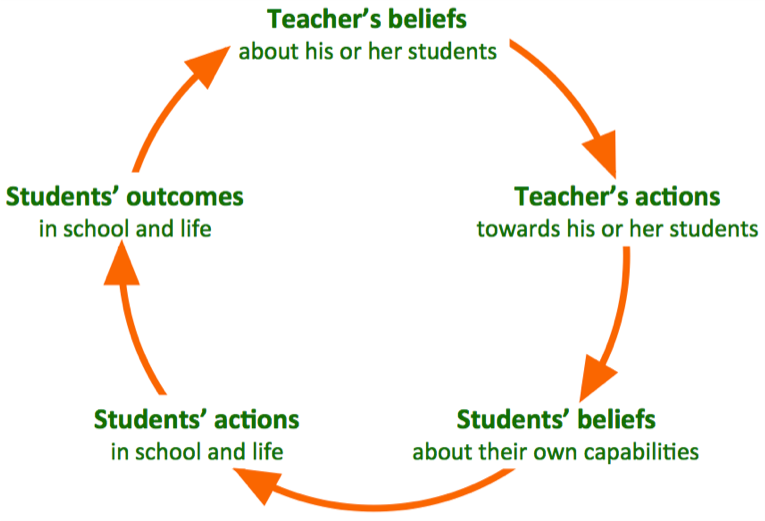 Teacher’s beliefs
about his or her students
Teacher’s actions
towards his or her students
Students’ beliefs
about their own capabilities
Students’ actions
in school and life
Students’ outcomes
in school and life